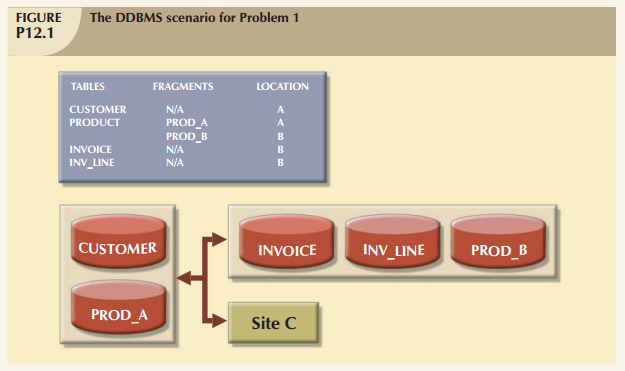 FIGURE
P12.1
The DDBMS scenario for Problem 1
TABLES FRAGMENTS LOCATION
CUSTOMER N/A A
PRODUCT PROD_A A
PROD_B B
INVOICE N/A B
INV_LINE N/A B
CUSTOMER
PROD_A
INVOICE INV_LINE PROD_B
Site C